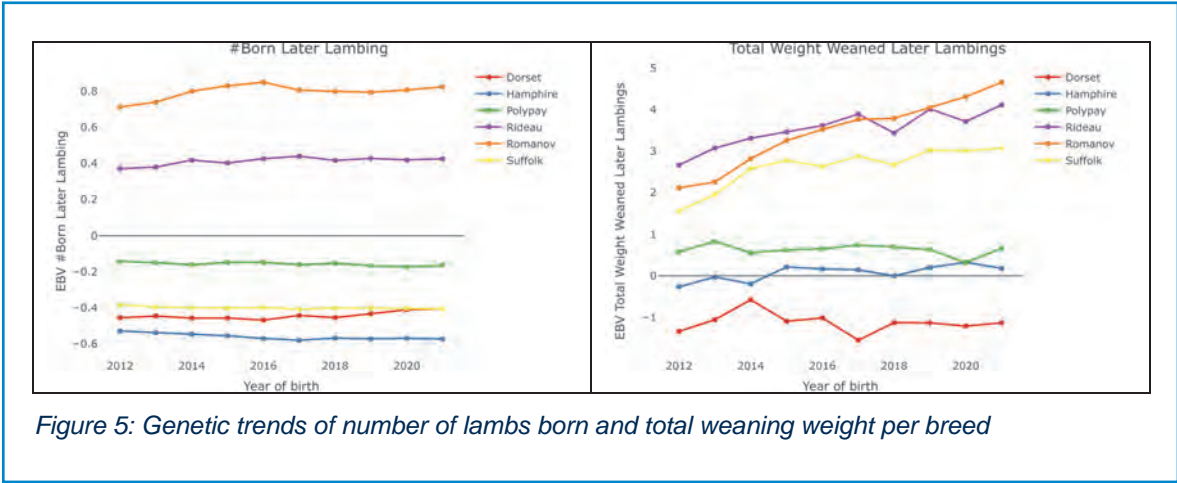 #Born Later Lambing
EBV #Born Later Lambing
0.8
0.6
0.4
0.2
0
−0.2
−0.4
−0.6
2012
2014
2016
2018
2020
Year of birth
Dorset
Hamphire
Polypay
Rideau
Romanov
Suffolk
Total Weight Weaned Later Lambings
EBV Total Weight Weaned Later Lambings
5
4
3
2
1
0
−1
2012
2014
2016
2018
2020
Year of birth
Dorset
Hamphire
Polypay
Rideau
Romanov
Suffolk
Figure 5: Genetic trends of number of lambs born and total weaning weight per breed